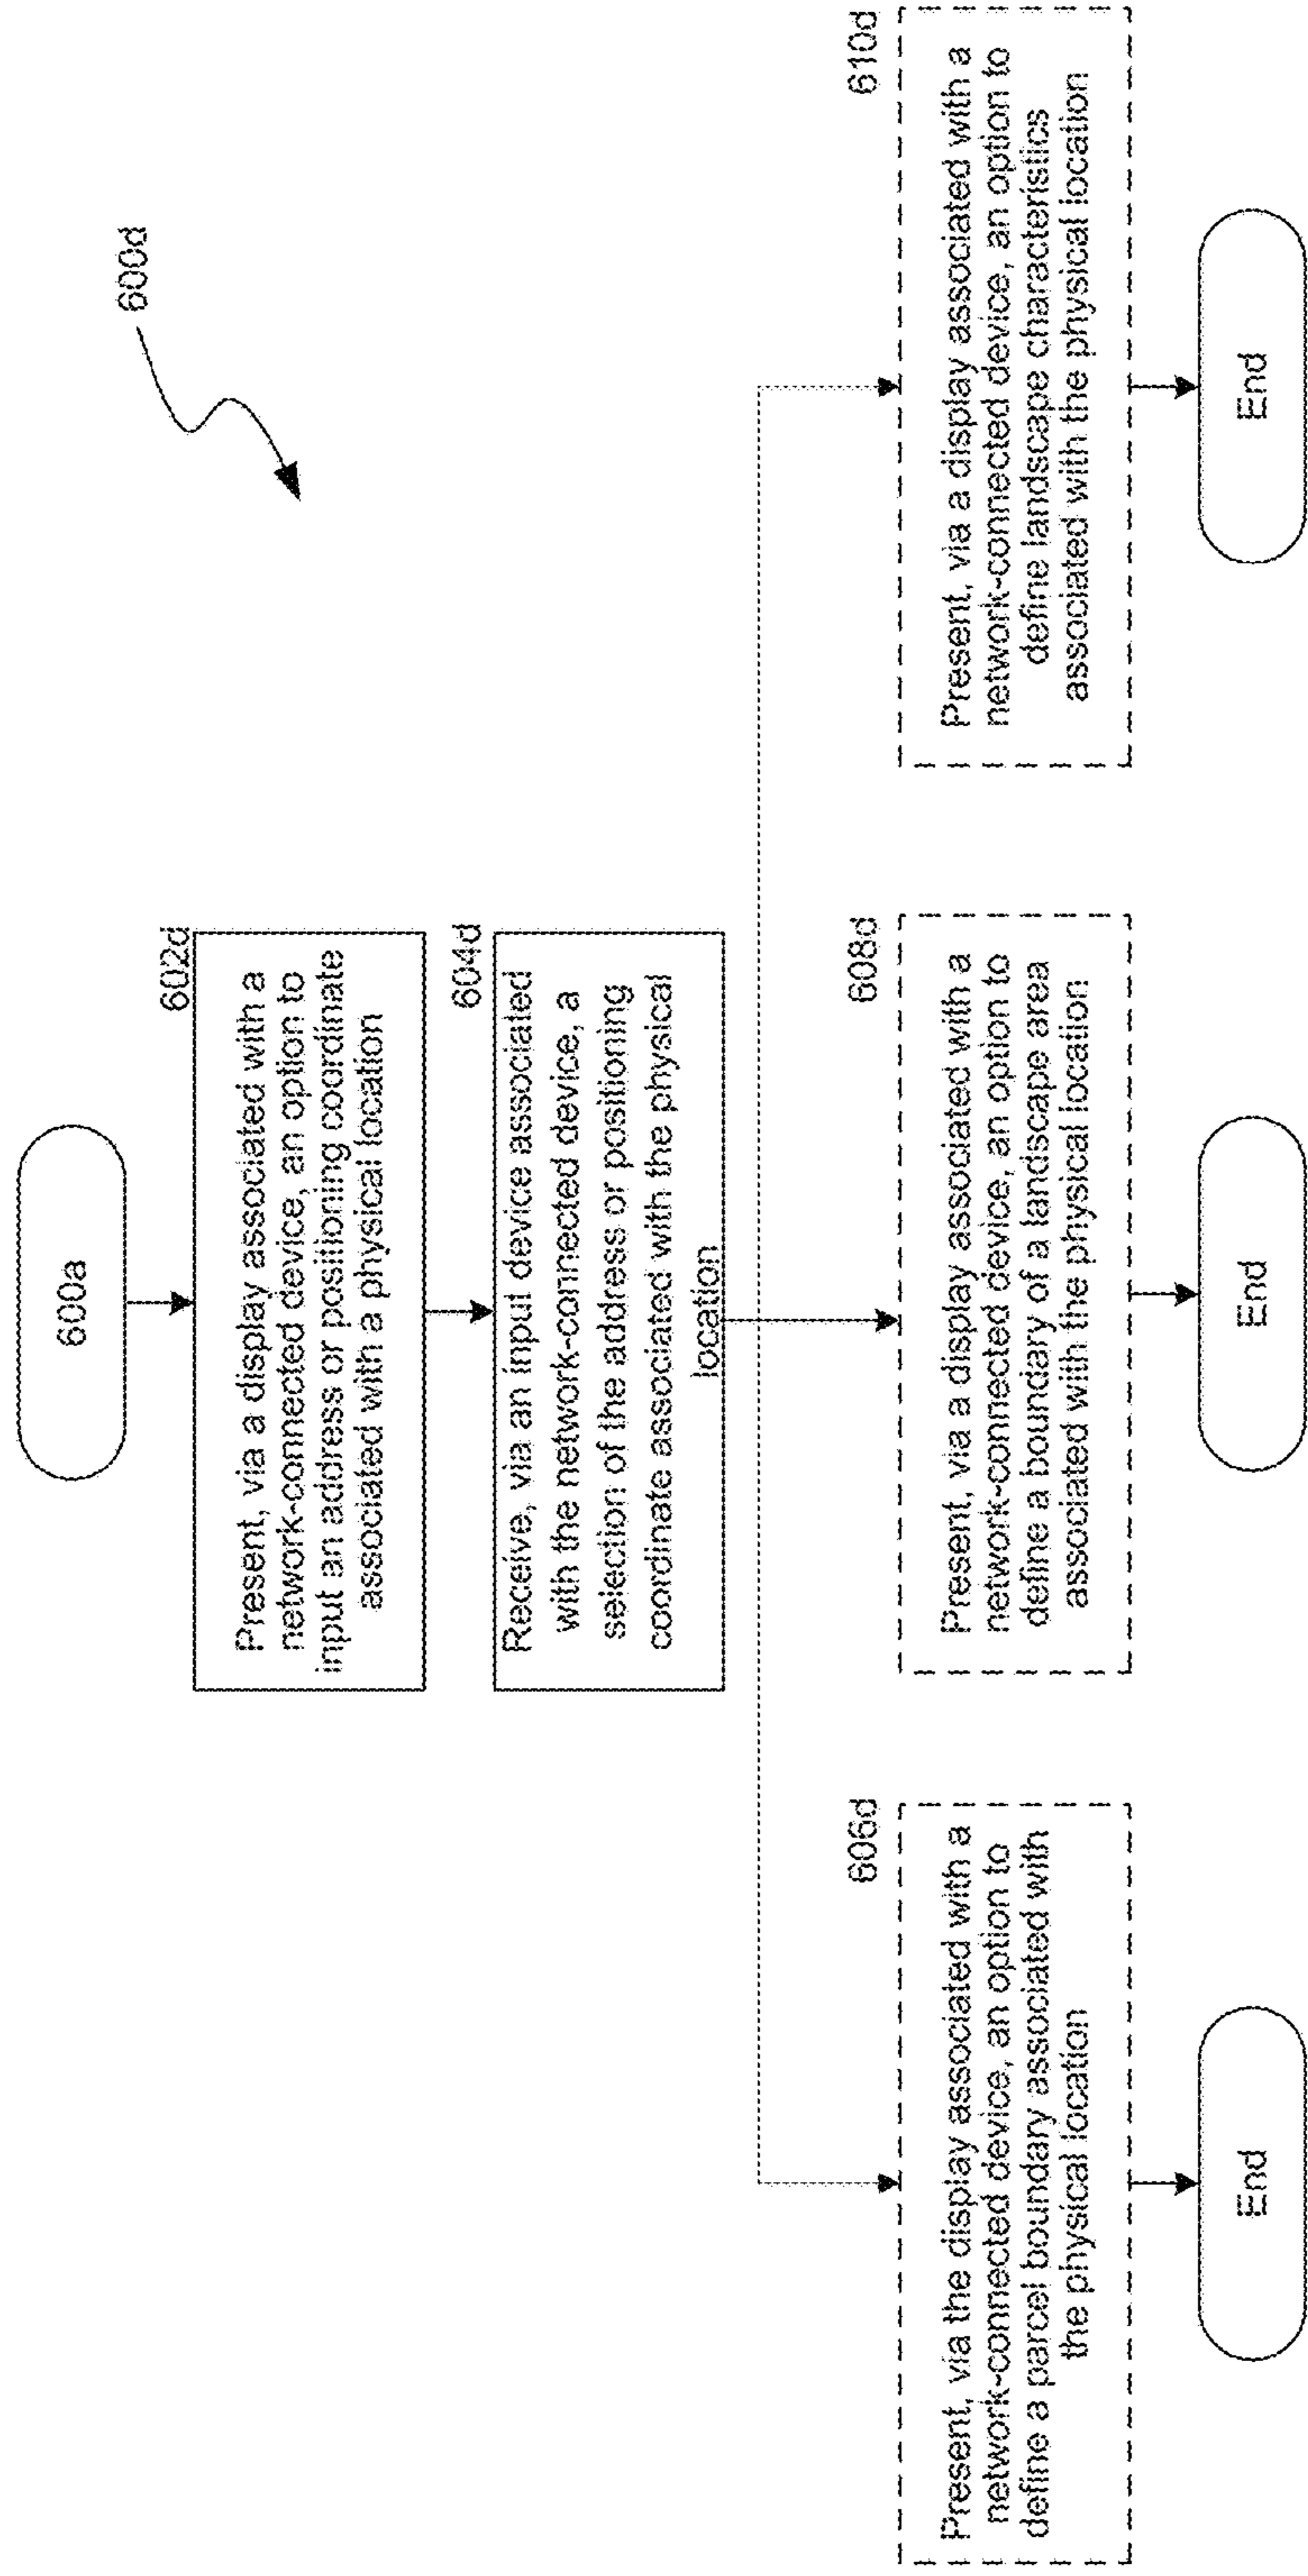 600d
600a
602d
Present, via a display associated with a
network-connected device, an option to
input an address or positioning coordinate
associated with a physical location
604d
Receive, via an input device associated
with the network-connected device, a
selection of the address or positioning
coordinate associated with the physical
location
606d
Present, via the display associated with a
network-connected device, an option to
define a parcel boundary associated with
the physical location
End
608d
Present, via a display associated with a
network-connected device, an option to
define a boundary of a landscape area
associated with the physical location
End
610d
Present, via a display associated with a
network-connected device, an option to
define landscape characteristics
associated with the physical location
End